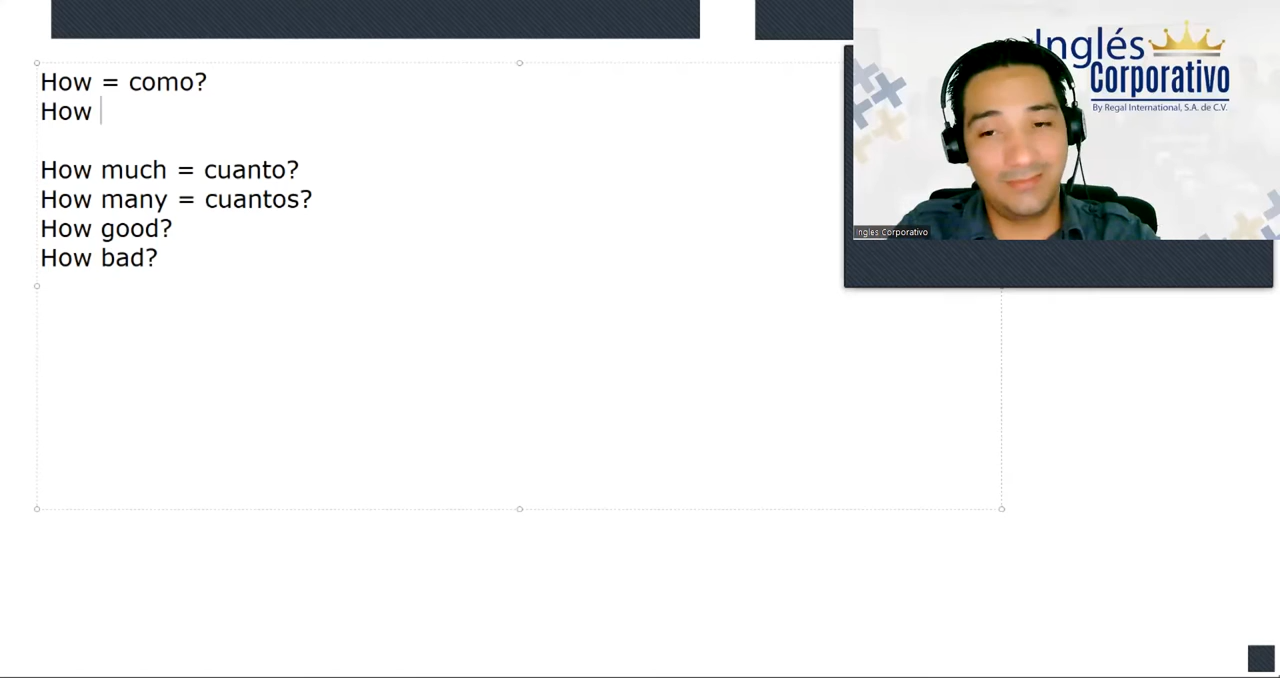 How = como?
How
How much = cuanto?
How many = cuantos?
How good?
How bad?
Inglés
Corporativo
By Regal International, S.A. de C.V.
Inglés Corporativo